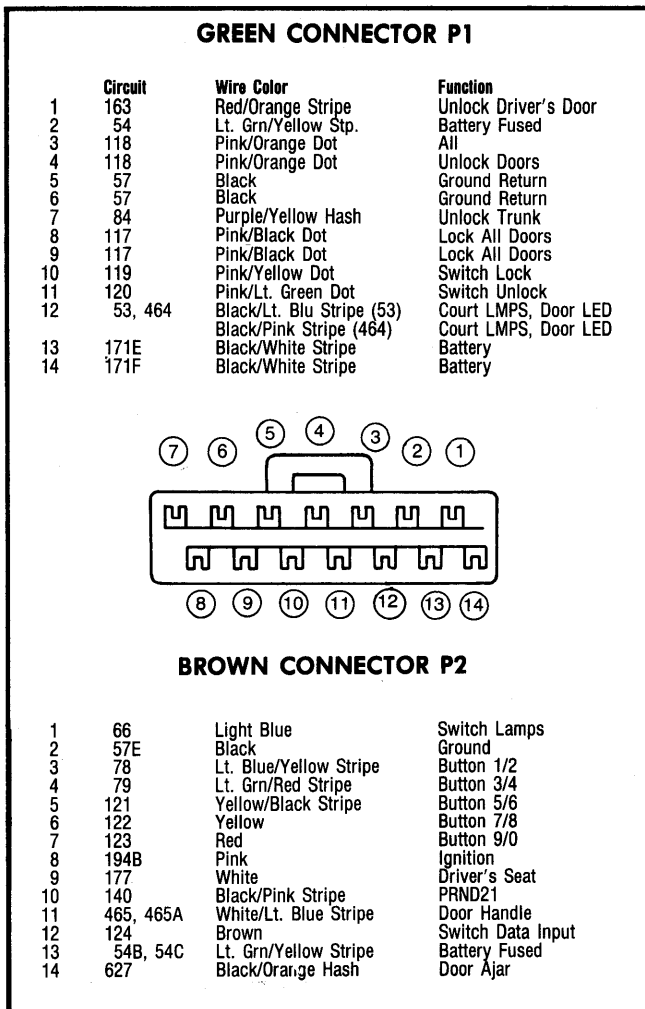 GREEN CONNECTOR P1
Circuit Wire Color Function
1 163 Red/Orange Stripe Unlock Driver's Door
2 54 Lt. Grn/Yellow Stp. Battery Fused
3 118 Pink/Orange Dot All
4 118 Pink/Orange Dot Unlock Doors
5 57 Black Ground Return
6 57 Black Ground Return
7 84 Purple/Yellow Hash Unlock Trunk
8 117 Pink/Black Dot Lock All Doors
9 117 Pink/Black Dot Lock All Doors
10 119 Pink/Yellow Dot Switch Lock
11 120 Pink/Lt. Green Dot Switch Unlock
12 53, 464 Black/Lt. Blu Stripe (53) Court LMPS, Door LED
Black/Pink Stripe (464) Court LMPS, Door LED
13 171E Black/White Stripe Battery
14 171F Black/White Stripe Battery
7 6 5 4 3 2 1
8 9 10 11 12 13 14
BROWN CONNECTOR P2
1 66 Light Blue Switch Lamps
2 57E Black Ground
3 78 Lt. Blue/Yellow Stripe Button 1/2
4 79 Lt. Grn/Red Stripe Button 3/4
5 121 Yellow/Black Stripe Button 5/6
6 122 Yellow Button 7/8
7 123 Red Button 9/0
8 194B Pink Ignition
9 177 White Driver's Seat
10 140 Black/Pink Stripe PRND21
11 465, 465A White/Lt. Blue Stripe Door Handle
12 124 Brown Switch Data Input
13 54B, 54C Lt. Grn/Yellow Stripe Battery Fused
14 627 Black/Orange Hash Door Ajar